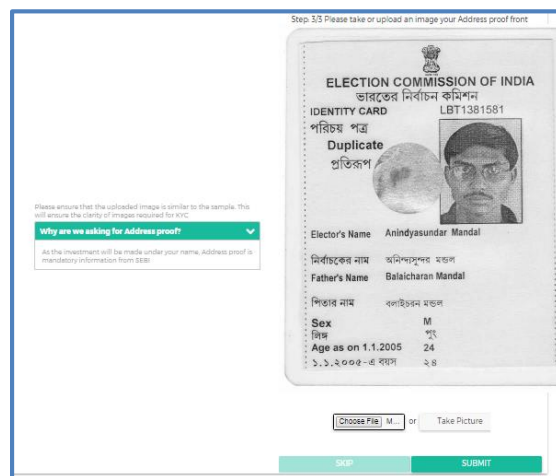 Step: 3/3 Please take or upload an image your Address proof front
ELECTION COMMISSION OF INDIA
ভারতের নির্বাচন কমিশন
IDENTITY CARD LBT1381581
পরিচয় পত্র
Duplicate
প্রতিরূপ
Please ensure that the uploaded image is similar to the sample. This
will ensure the clarity of images required for KYC
Why are we asking for Address proof?
As the investment will be made under your name, Address proof is
mandatory information from SEBI
Elector's Name Anindyasundar Mandal
নির্বাচকের নাম অনিন্দ্যসুন্দর মন্ডল
Father's Name Balaicharan Mandal
পিতার নাম বলাইচরন মন্ডল
Sex M
লিঙ্গ পুং
Age as on 1.1.2005 24
১.১.২০০৫-এ বয়স ২৪
Choose File M... or Take Picture
SKIP SUBMIT